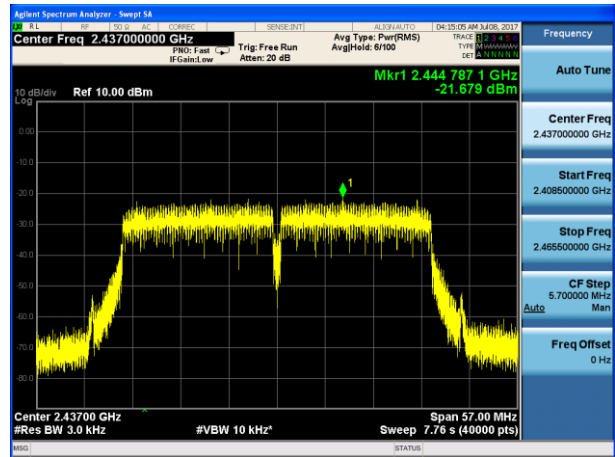 Agilent Spectrum Analyzer - Swept SA
RL RF 50 Ω AC CORREC SENSE:INT ALIGNAUTO 04:15:05 AM Jul 08, 2017
Center Freq 2.437000000 GHz
PNO: Fast
IFGain:Low
Trig: Free Run
Atten: 20 dB
Avg Type: Pwr(RMS)
Avg|Hold: 6/100
TRACE 1 2 3 4 5 6
TYPE M
DET A N N N N N
Mkr1 2.444 787 1 GHz
-21.679 dBm
10 dB/div Ref 10.00 dBm
Log
0.00
-10.0
-20.0
-30.0
-40.0
-50.0
-60.0
-70.0
-80.0
1
Center 2.43700 GHz
#Res BW 3.0 kHz
#VBW 10 kHz*
Span 57.00 MHz
Sweep 7.76 s (40000 pts)
MSG
STATUS
Frequency
Auto Tune
Center Freq
2.437000000 GHz
Start Freq
2.408500000 GHz
Stop Freq
2.465500000 GHz
CF Step
5.700000 MHz
Auto Man
Freq Offset
0 Hz